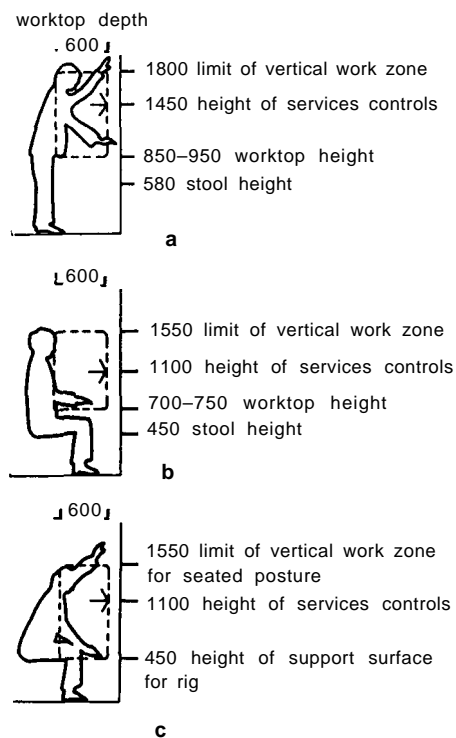 worktop depth
600
1800 limit of vertical work zone
1450 height of services controls
850–950 worktop height
580 stool height
a
600
1550 limit of vertical work zone
1100 height of services controls
700–750 worktop height
450 stool height
b
600
1550 limit of vertical work zone
for seated posture
1100 height of services controls
450 height of support surface
for rig
c